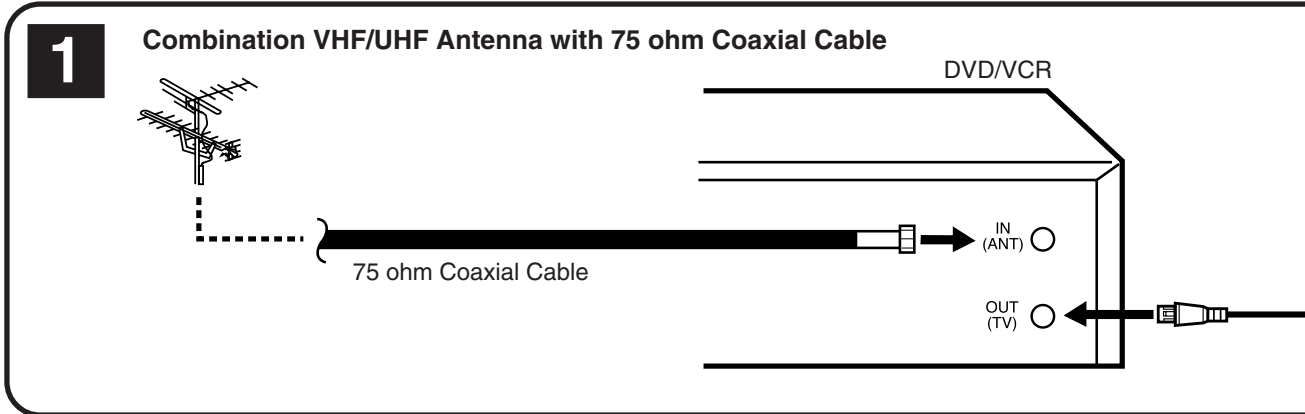 1
Combination VHF/UHF Antenna with 75 ohm Coaxial Cable
DVD/VCR
IN
(ANT)
75 ohm Coaxial Cable
OUT
(TV)